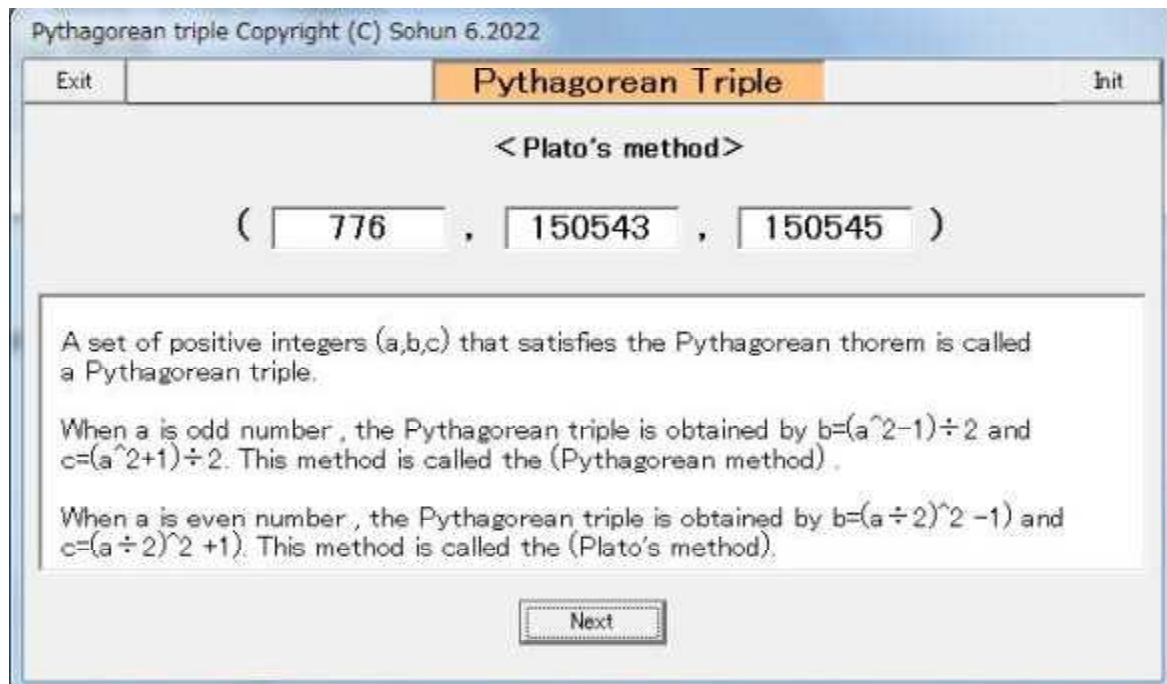 Pythagorean triple Copyright (C) Sohun 6.2022
Exit Pythagorean Triple Init
<Plato's method>
( 776 , 150543 , 150545 )
A set of positive integers (a,b,c) that satisfies the Pythagorean thorem is called
a Pythagorean triple.
When a is odd number , the Pythagorean triple is obtained by b=(a^2-1)÷2 and
c=(a^2+1)÷2. This method is called the (Pythagorean method) .
When a is even number , the Pythagorean triple is obtained by b=(a÷2)^2 -1) and
c=(a÷2)^2 +1). This method is called the (Plato's method).
Next